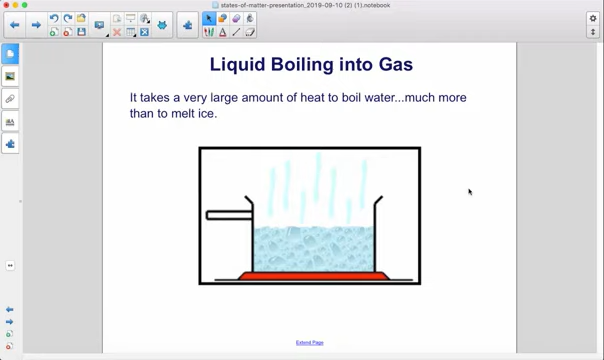 states-of-matter-presentation_2019-09-10 (2) (1).notebook
Liquid Boiling into Gas
It takes a very large amount of heat to boil water...much more
than to melt ice.
Extend Page